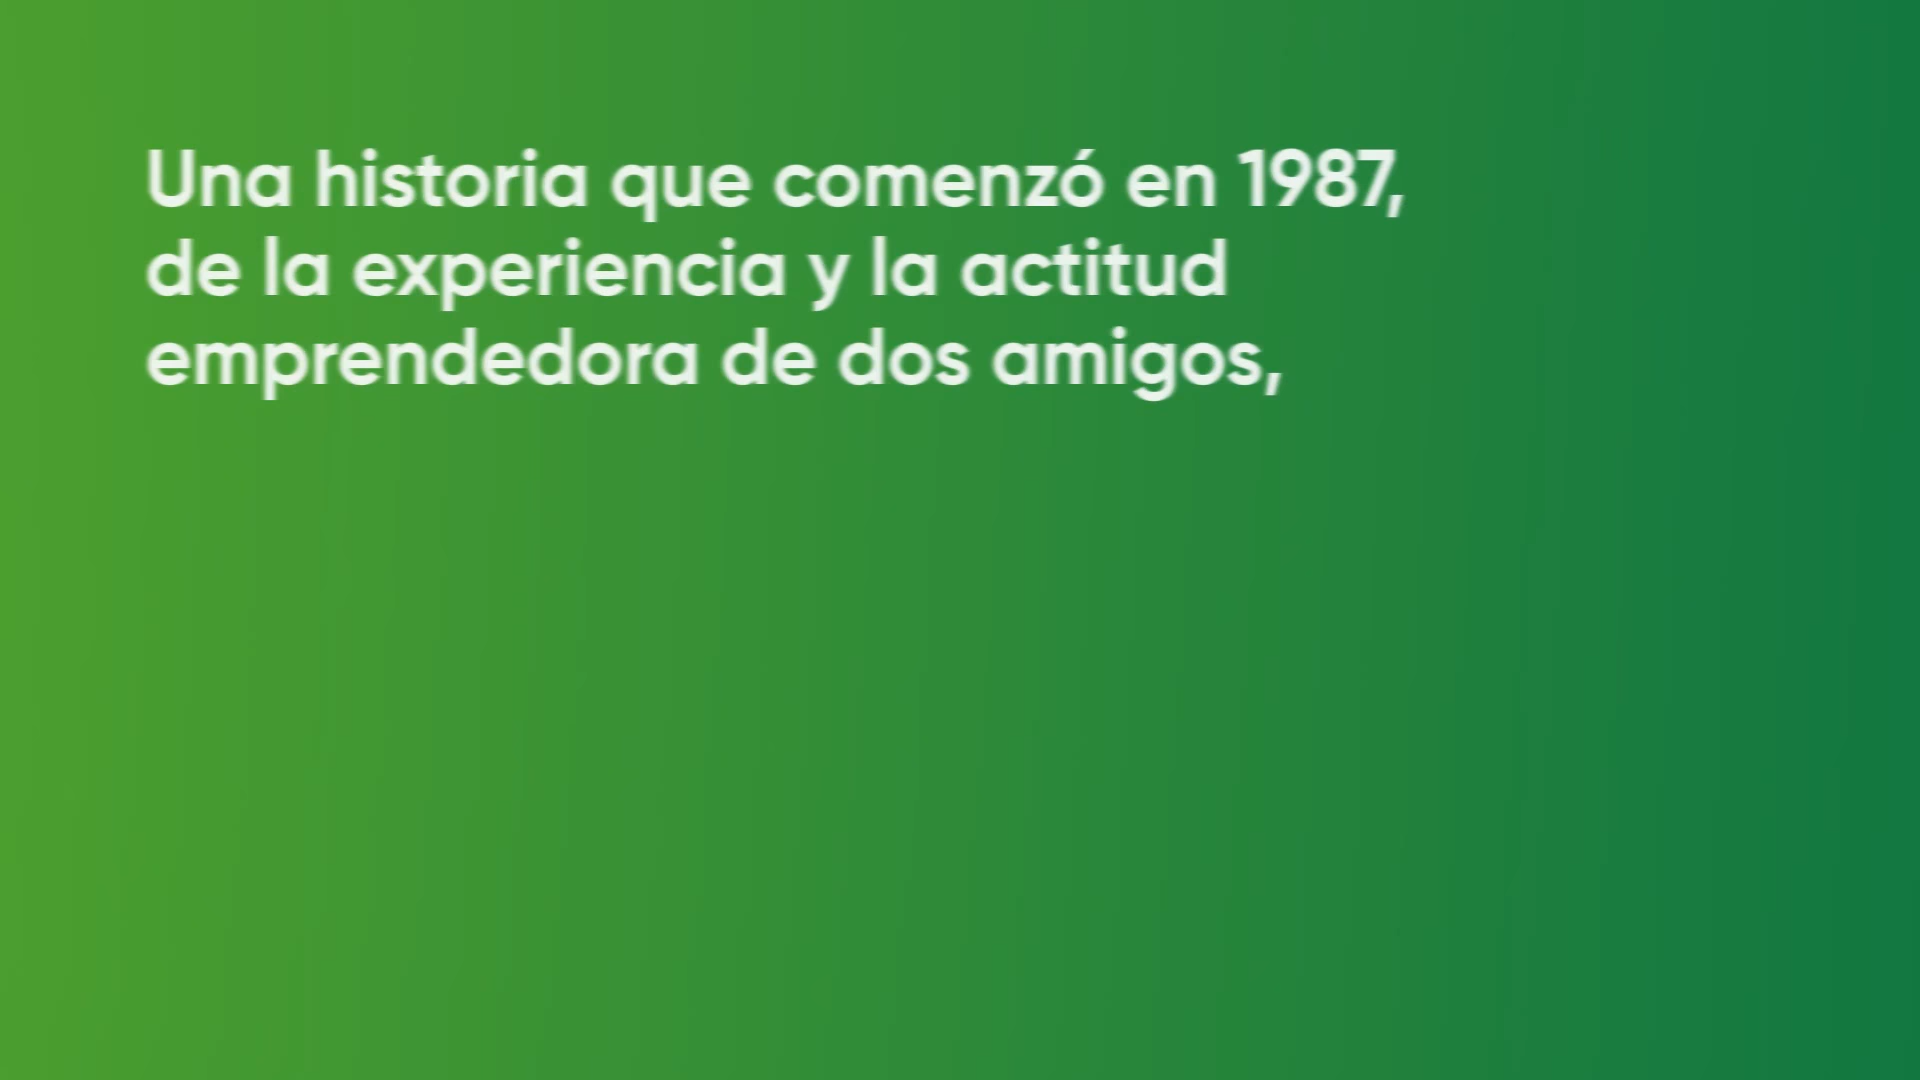 Una historia que comenzó en 1987,
de la experiencia y la actitud
emprendedora de dos amigos,